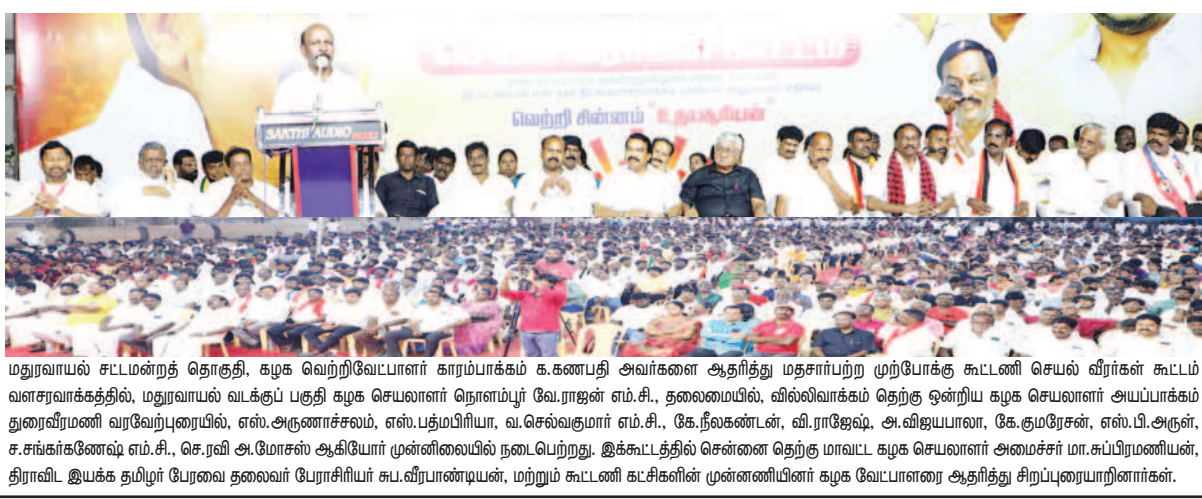 வெற்றி சின்னம் "உதயசூரியன்"
SAKTHI AUDIO
மதுரவாயல் சட்டமன்றத் தொகுதி, கழக வெற்றிவேட்பாளர் காரம்பாக்கம் க.கணபதி அவர்களை ஆதரித்து மதசார்பற்ற முற்போக்கு கூட்டணி செயல் வீரர்கள் கூட்டம்
வளசரவாக்கத்தில், மதுரவாயல் வடக்குப் பகுதி கழக செயலாளர் நொளம்பூர் வே.ராஜன் எம்.சி., தலைமையில், வில்லிவாக்கம் தெற்கு ஒன்றிய கழக செயலாளர் அயப்பாக்கம்
துரைவீரமணி வரவேற்புரையில், எஸ்.அருணாச்சலம், எஸ்.பத்மபிரியா, வ.செல்வகுமார் எம்.சி., கே.நீலகண்டன், வி.ராஜேஷ், அ.விஜயபாலா, கே.குமரேசன், எஸ்.பி.அருள்,
ச.சங்கர்கணேஷ் எம்.சி., செ.ரவி அ.மோசஸ் ஆகியோர் முன்னிலையில் நடைபெற்றது. இக்கூட்டத்தில் சென்னை தெற்கு மாவட்ட கழக செயலாளர் அமைச்சர் மா.சுப்பிரமணியன்,
திராவிட இயக்க தமிழர் பேரவை தலைவர் பேராசிரியர் சுப.வீரபாண்டியன், மற்றும் கூட்டணி கட்சிகளின் முன்னணியினர் கழக வேட்பாளரை ஆதரித்து சிறப்புரையாறினார்கள்.